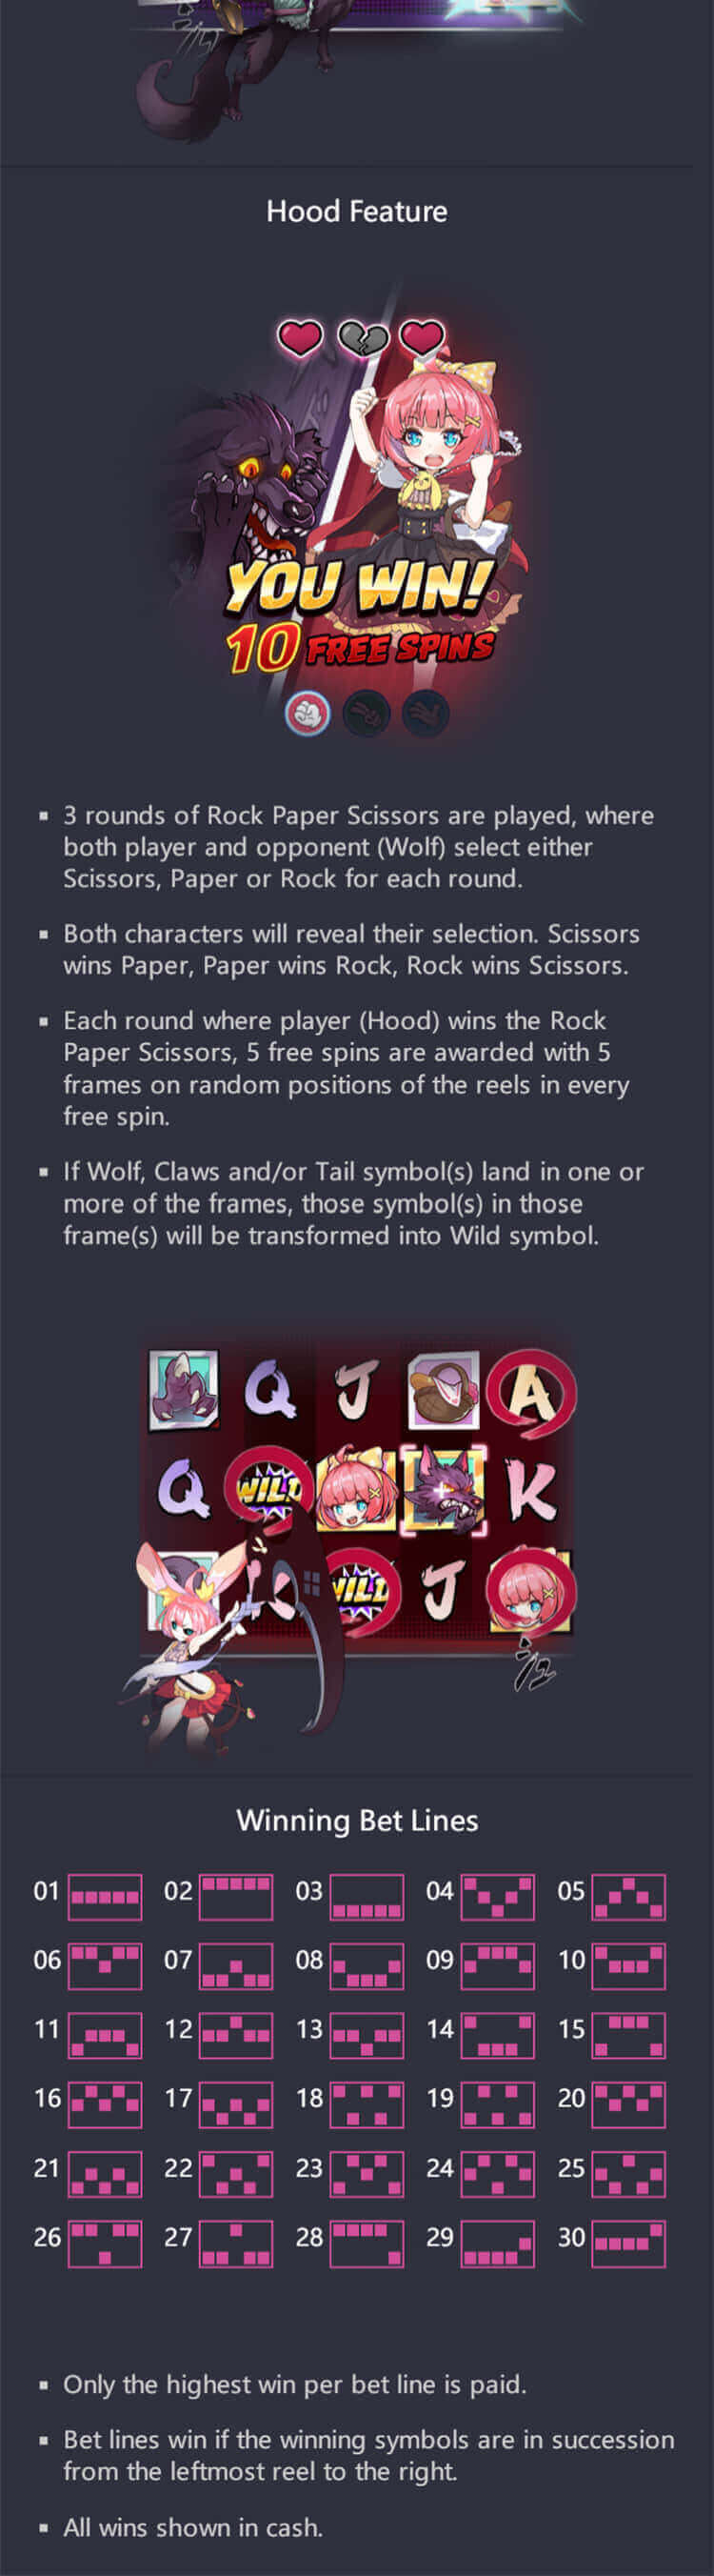 Hood Feature
YOU WIN!
10 FREE SPINS
▪ 3 rounds of Rock Paper Scissors are played, where
both player and opponent (Wolf) select either
Scissors, Paper or Rock for each round.
▪ Both characters will reveal their selection. Scissors
wins Paper, Paper wins Rock, Rock wins Scissors.
▪ Each round where player (Hood) wins the Rock
Paper Scissors, 5 free spins are awarded with 5
frames on random positions of the reels in every
free spin.
▪ If Wolf, Claws and/or Tail symbol(s) land in one or
more of the frames, those symbol(s) in those
frame(s) will be transformed into Wild symbol.
Q J A
Q WILD K
K WILD J
Winning Bet Lines
01 02 03 04 05
06 07 08 09 10
11 12 13 14 15
16 17 18 19 20
21 22 23 24 25
26 27 28 29 30
▪ Only the highest win per bet line is paid.
▪ Bet lines win if the winning symbols are in succession
from the leftmost reel to the right.
▪ All wins shown in cash.